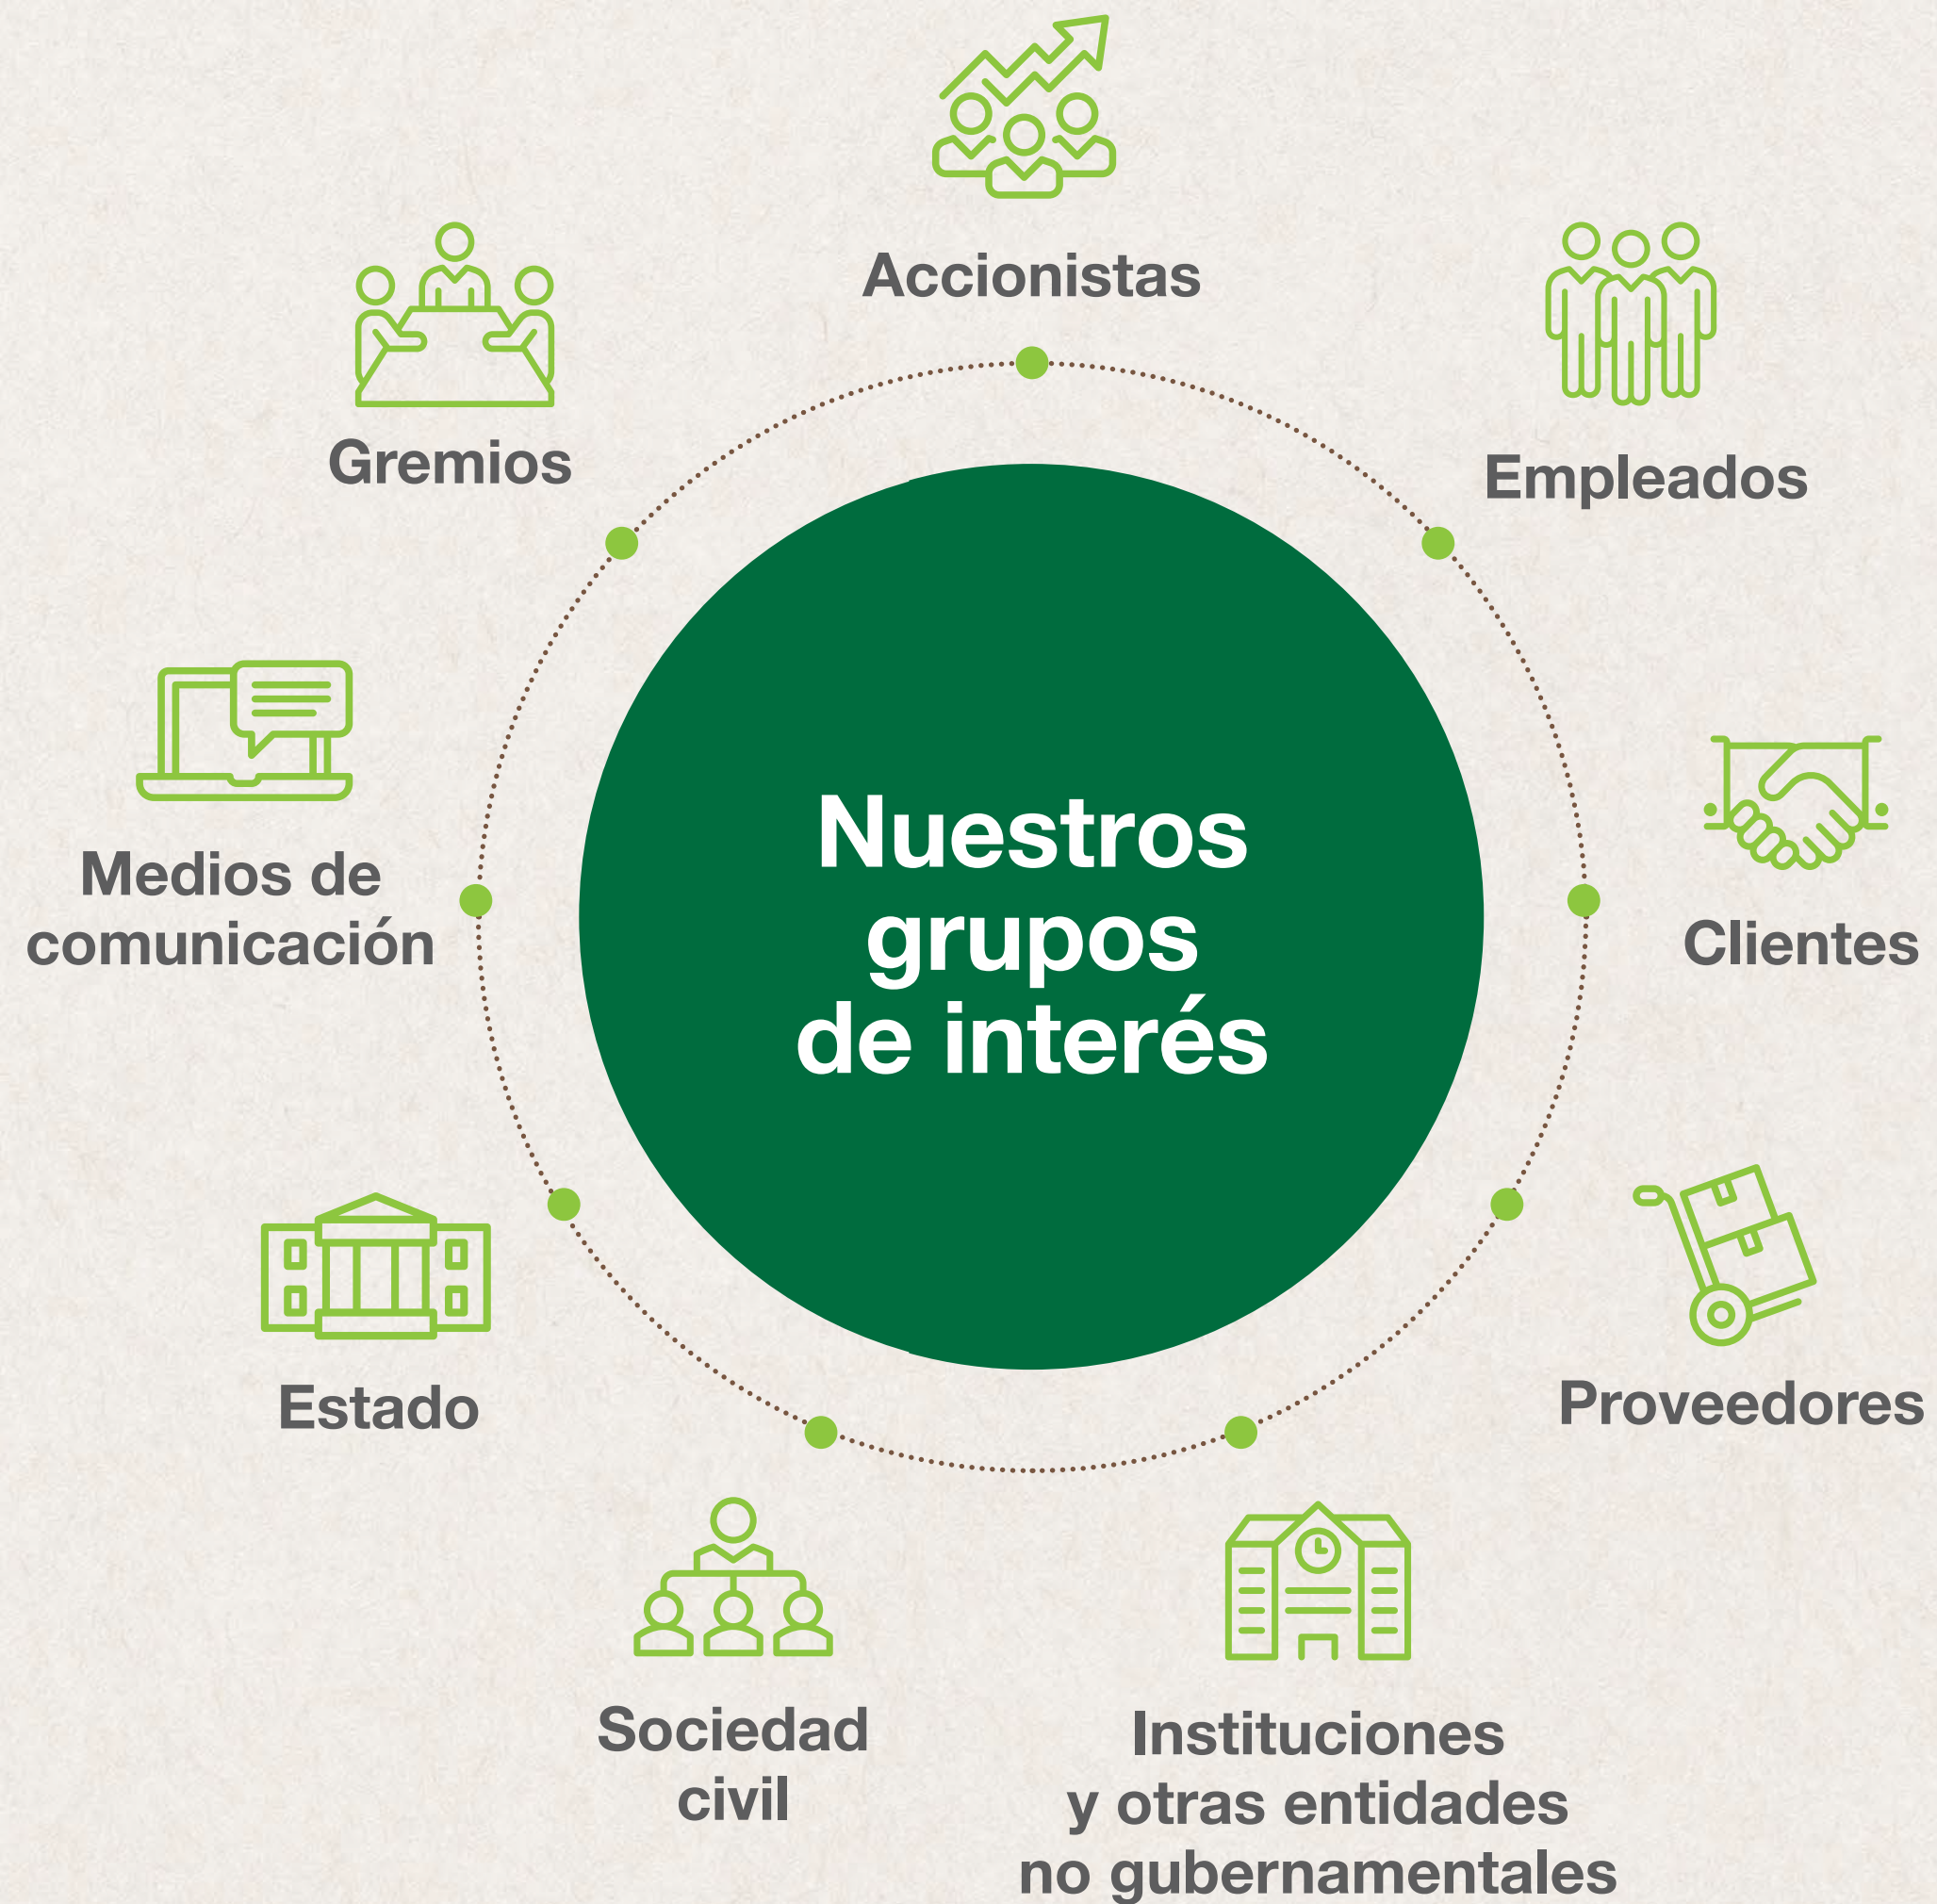 Accionistas
Empleados
Clientes
Proveedores
Instituciones
y otras entidades
no gubernamentales
Sociedad
civil
Estado
Medios de
comunicación
Gremios
Nuestros
grupos
de interés